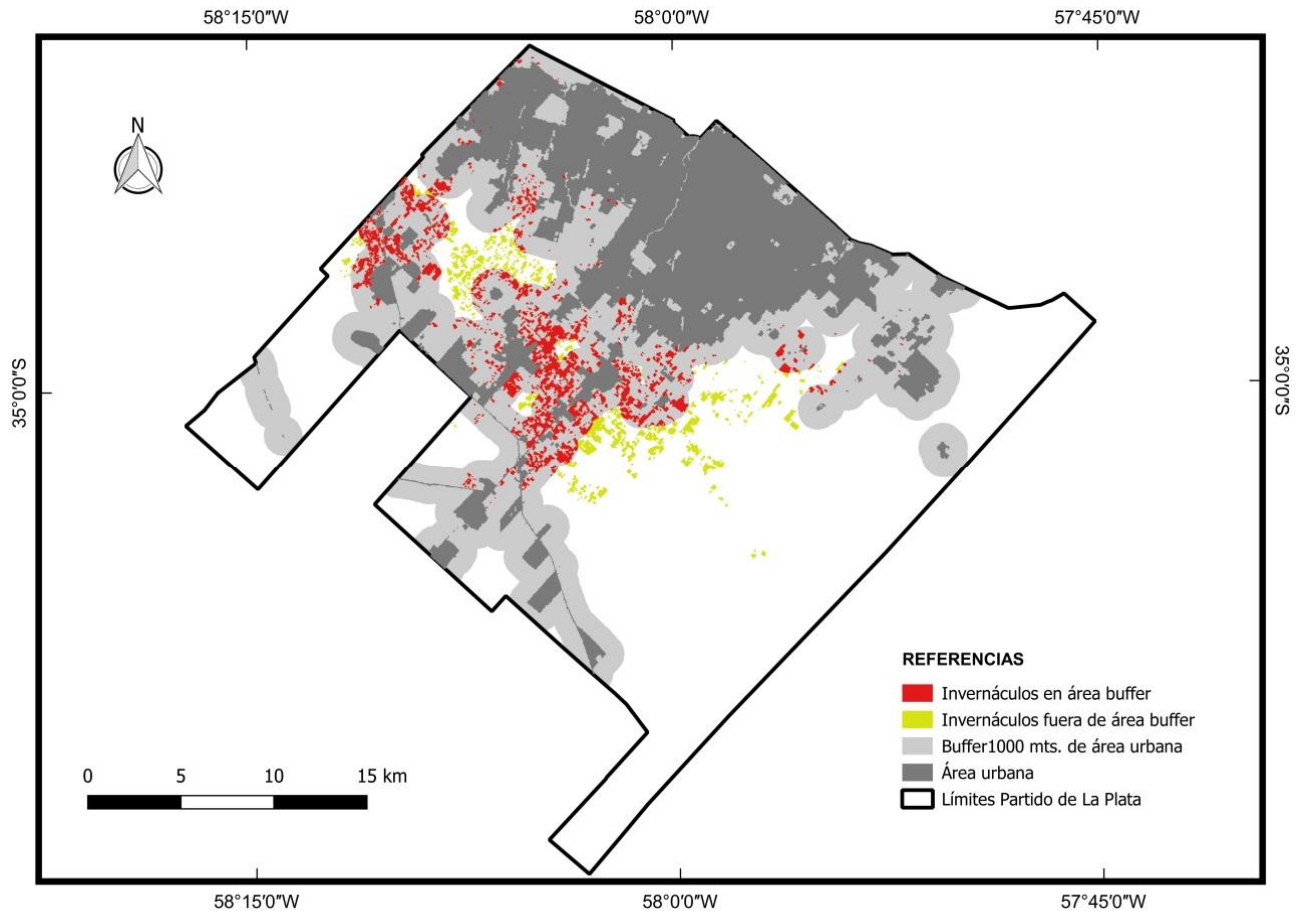 58°15'0"W 58°0'0"W 57°45'0"W
N
35°0'0"S 35°0'0"S
REFERENCIAS
Invernáculos en área buffer
Invernáculos fuera de área buffer
Buffer1000 mts. de área urbana
Área urbana
Límites Partido de La Plata
0 5 10 15 km
58°15'0"W 58°0'0"W 57°45'0"W